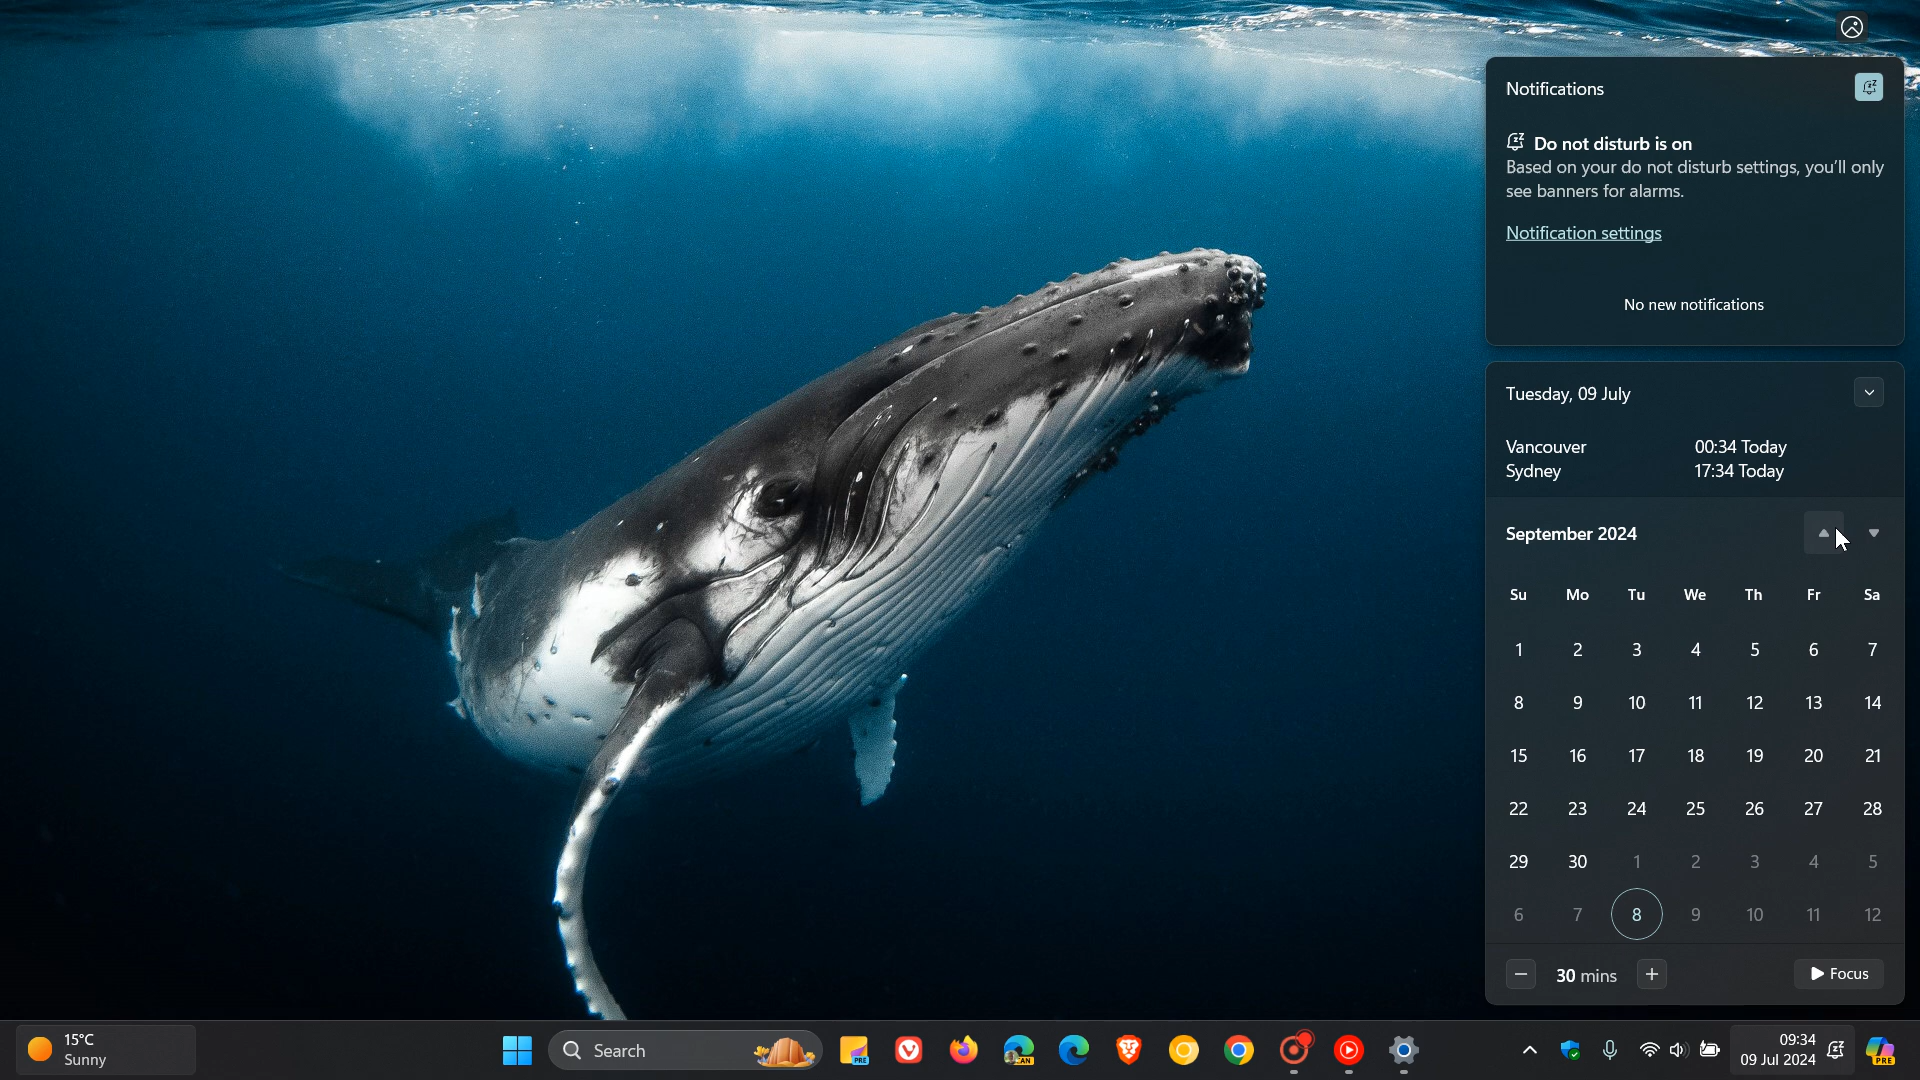 Notifications
Do not disturb is on
Based on your do not disturb settings, you'll only
see banners for alarms.
Notification settings
No new notifications
Tuesday, 09 July
Vancouver 00:34 Today
Sydney 17:34 Today
September 2024
Su Mo Tu We Th Fr Sa
1 2 3 4 5 6 7
8 9 10 11 12 13 14
15 16 17 18 19 20 21
22 23 24 25 26 27 28
29 30 1 2 3 4 5
6 7 8 9 10 11 12
30 mins Focus
15°C
Sunny
Search
PRE
CAN
09:34
09 Jul 2024
PRE